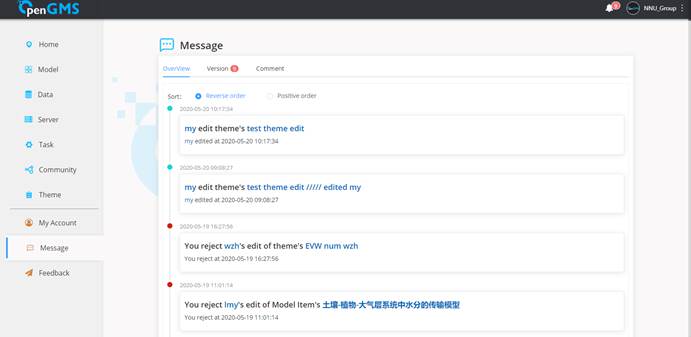 OpenGMS
NNU_Group
Home
Model
Data
Server
Task
Community
Theme
My Account
Message
Feedback
Message
Overview
Version
Comment
Sort:
Reverse order
Positive order
2020-05-20 10:17:34
my edit theme's test theme edit
my edited at 2020-05-20 10:17:34
2020-05-20 09:08:27
my edit theme's test theme edit ///// edited my
my edited at 2020-05-20 09:08:27
2020-05-19 16:27:56
You reject wzh's edit of theme's EVW num wzh
You reject at 2020-05-19 16:27:56
2020-05-19 11:01:14
You reject lmy's edit of Model Item's 土壤-植物-大气层系统中水分的传输模型
You reject at 2020-05-19 11:01:14